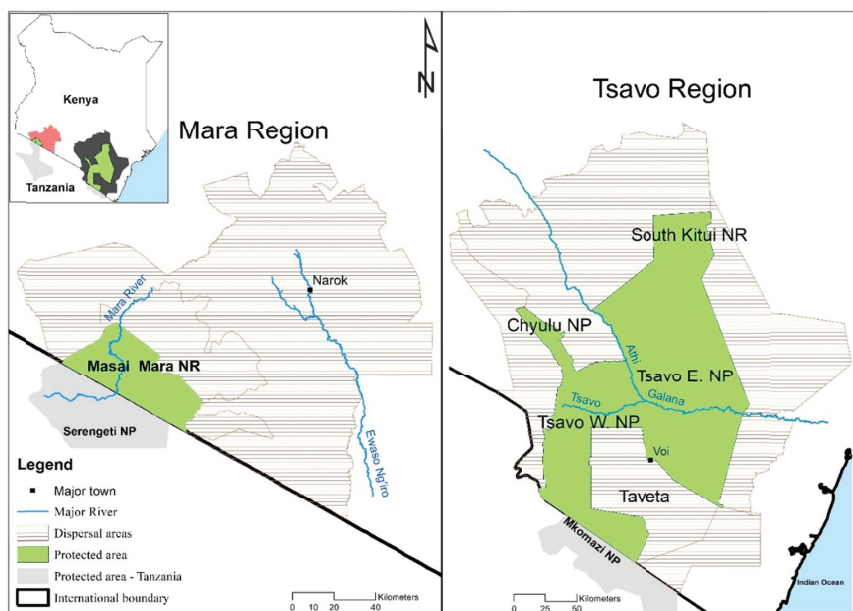 Kenya
Tanzania
Mara Region
N
Narok
Mara River
Masai Mara NR
Serengeti NP
Ewaso Ng'iro
Legend
Major town
Major River
Dispersal areas
Protected area
Protected area - Tanzania
International boundary
Kilometers
0 10 20 40
Tsavo Region
South Kitui NR
Chyulu NP
Athi
Tsavo E. NP
Tsavo
Galana
Tsavo W. NP
Voi
Taveta
Mkomazi NP
Indian Ocean
Kilometers
0 25 50 100